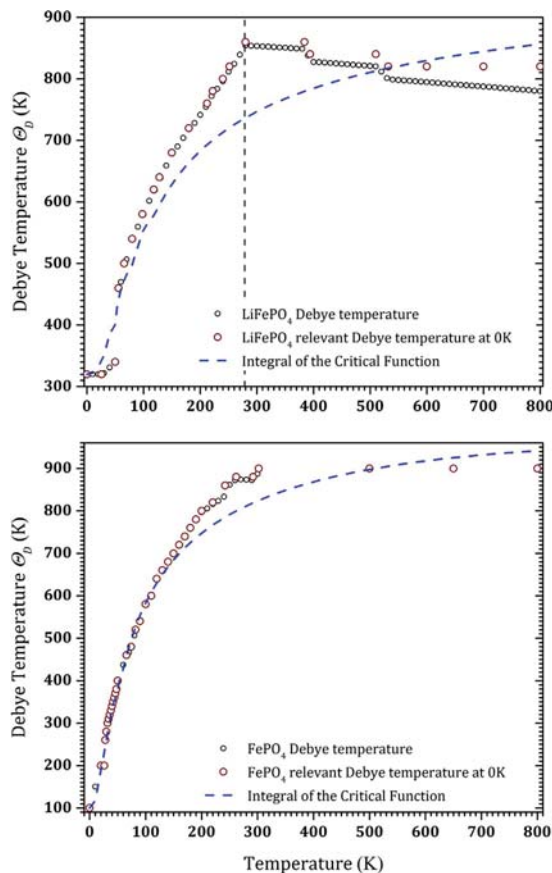 900
800
700
600
500
400
300
Debye Temperature Θ_D (K)
LiFePO₄ Debye temperature
LiFePO₄ relevant Debye temperature at 0K
Integral of the Critical Function
0 100 200 300 400 500 600 700 800
900
800
700
600
500
400
300
200
100
Debye Temperature Θ_D (K)
FePO₄ Debye temperature
FePO₄ relevant Debye temperature at 0K
Integral of the Critical Function
0 100 200 300 400 500 600 700 800
Temperature (K)